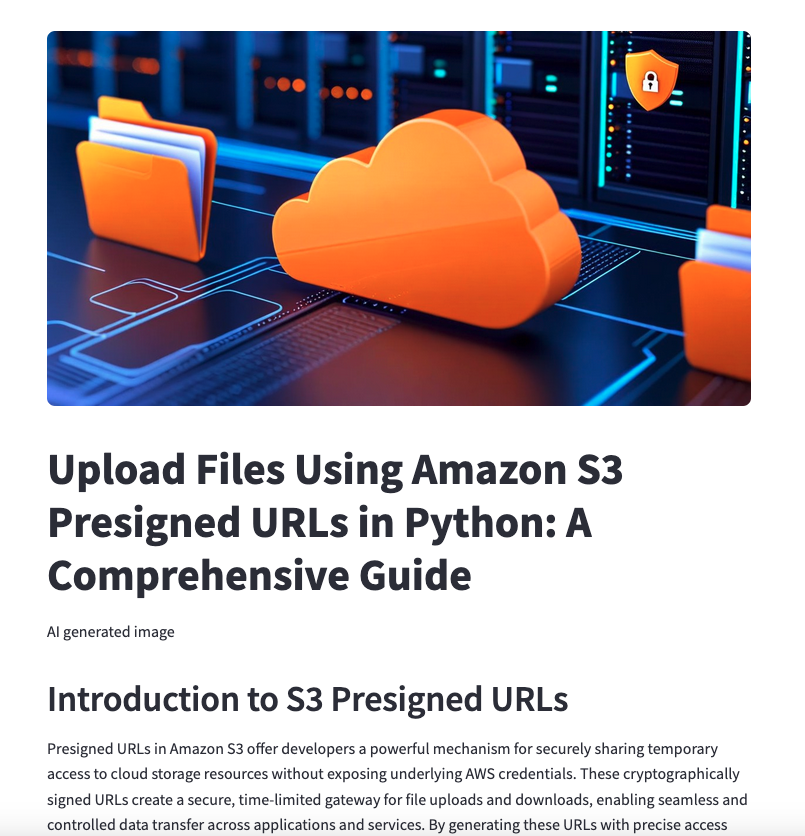 Upload Files Using Amazon S3
Presigned URLs in Python: A
Comprehensive Guide
AI generated image
Introduction to S3 Presigned URLs
Presigned URLs in Amazon S3 offer developers a powerful mechanism for securely sharing temporary
access to cloud storage resources without exposing underlying AWS credentials. These cryptographically
signed URLs create a secure, time-limited gateway for file uploads and downloads, enabling seamless and
controlled data transfer across applications and services. By generating these URLs with precise access